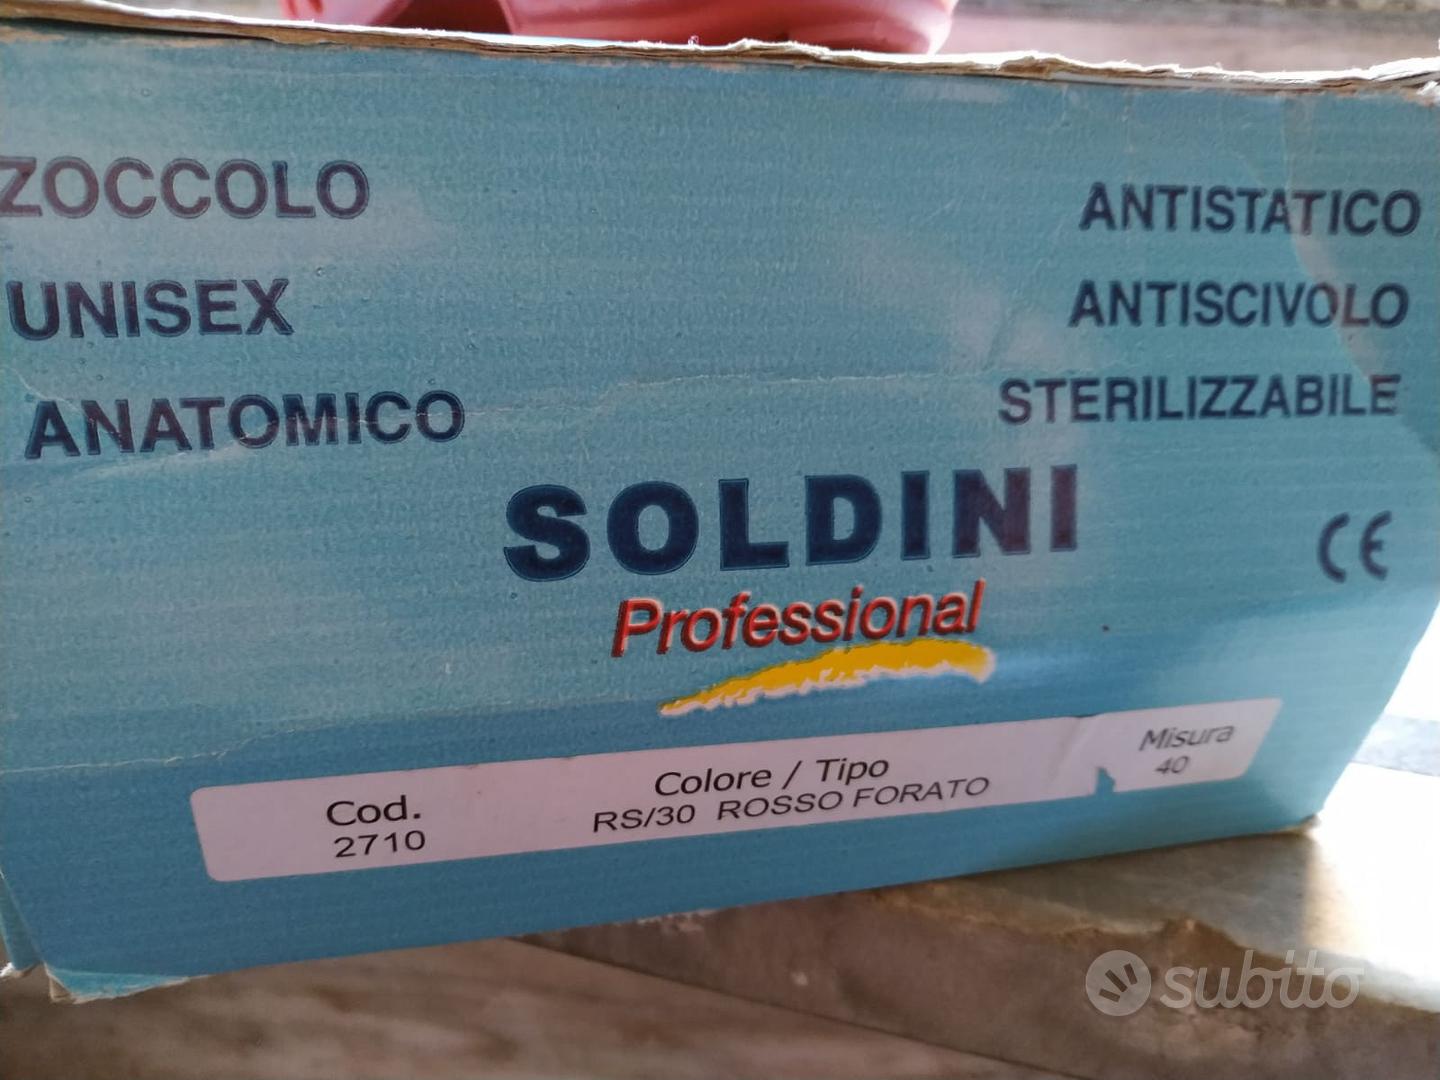 ZOCCOLO
UNISEX
ANATOMICO
ANTISTATICO
ANTISCIVOLO
STERILIZZABILE
SOLDINI
Professional
CE
Cod.
2710
Colore / Tipo
RS/30 ROSSO FORATO
Misura
40
subito